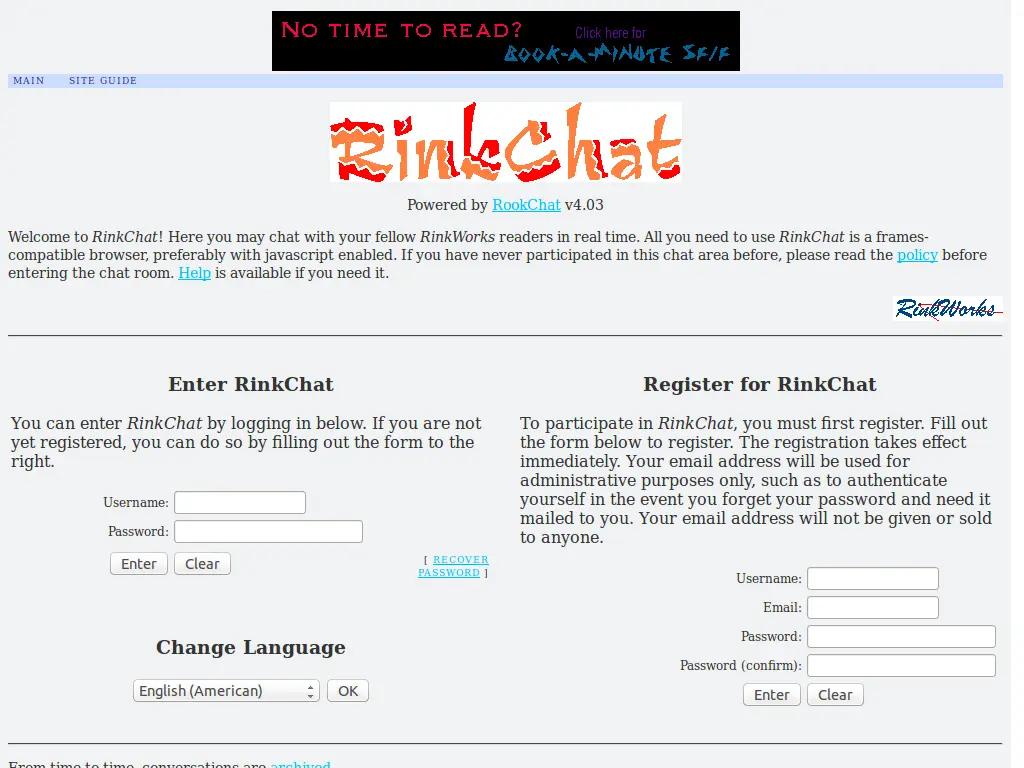 NO TIME TO READ?
Click here for
BOOK-A-MINUTE SF/F
MAIN SITE GUIDE
RinkChat
Powered by RookChat v4.03
Welcome to RinkChat! Here you may chat with your fellow RinkWorks readers in real time. All you need to use RinkChat is a frames-
compatible browser, preferably with javascript enabled. If you have never participated in this chat area before, please read the policy before
entering the chat room. Help is available if you need it.
RinkWorks
Enter RinkChat
You can enter RinkChat by logging in below. If you are not
yet registered, you can do so by filling out the form to the
right.
Username:
Password:
Enter Clear
[ RECOVER
PASSWORD ]
Change Language
English (American) OK
Register for RinkChat
To participate in RinkChat, you must first register. Fill out
the form below to register. The registration takes effect
immediately. Your email address will be used for
administrative purposes only, such as to authenticate
yourself in the event you forget your password and need it
mailed to you. Your email address will not be given or sold
to anyone.
Username:
Email:
Password:
Password (confirm):
Enter Clear
From time to time, conversations are archived.